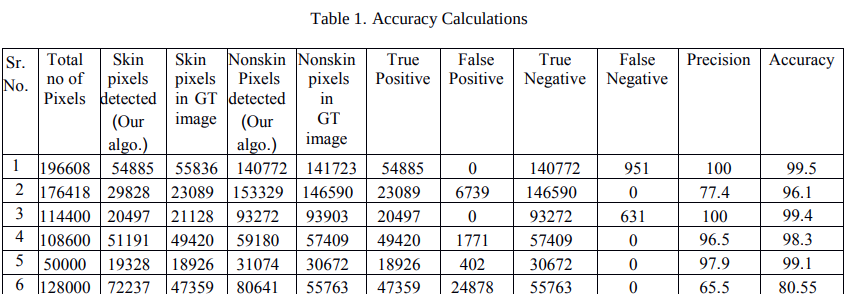 Table 1. Accuracy Calculations
Sr. No. Total no of Pixels Skin pixels detected (Our algo.) Skin pixels in GT image Nonskin Pixels detected (Our algo.) Nonskin pixels in GT image True Positive False Positive True Negative False Negative Precision Accuracy
1 196608 54885 55836 140772 141723 54885 0 140772 951 100 99.5
2 176418 29828 23089 153329 146590 23089 6739 146590 0 77.4 96.1
3 114400 20497 21128 93272 93903 20497 0 93272 631 100 99.4
4 108600 51191 49420 59180 57409 49420 1771 57409 0 96.5 98.3
5 50000 19328 18926 31074 30672 18926 402 30672 0 97.9 99.1
6 128000 72237 47359 80641 55763 47359 24878 55763 0 65.5 80.55